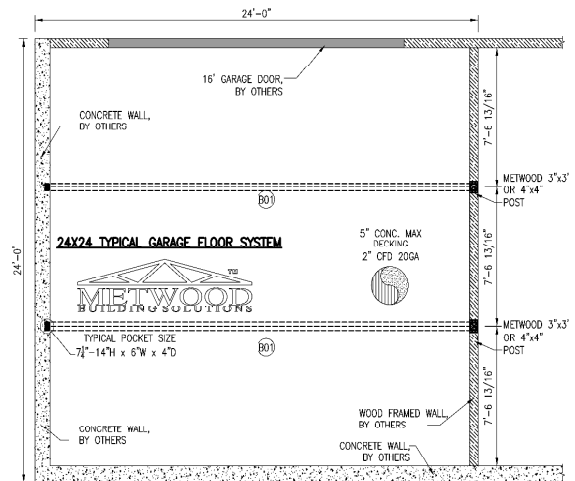 24'-0"
16' GARAGE DOOR,
BY OTHERS
CONCRETE WALL,
BY OTHERS
7'-6 13/16"
METWOOD 3"x3"
OR 4"x4"
POST
B01
24'-0"
24X24 TYPICAL GARAGE FLOOR SYSTEM
5" CONC. MAX
DECKING
2" CFD 20GA
7'-6 13/16"
TM
METWOOD
BUILDING SOLUTIONS
METWOOD 3"x3"
OR 4"x4"
POST
TYPICAL POCKET SIZE
7¼"-14"H x 6"W x 4"D
B01
7'-6 13/16"
WOOD FRAMED WALL,
BY OTHERS
CONCRETE WALL,
BY OTHERS
CONCRETE WALL,
BY OTHERS